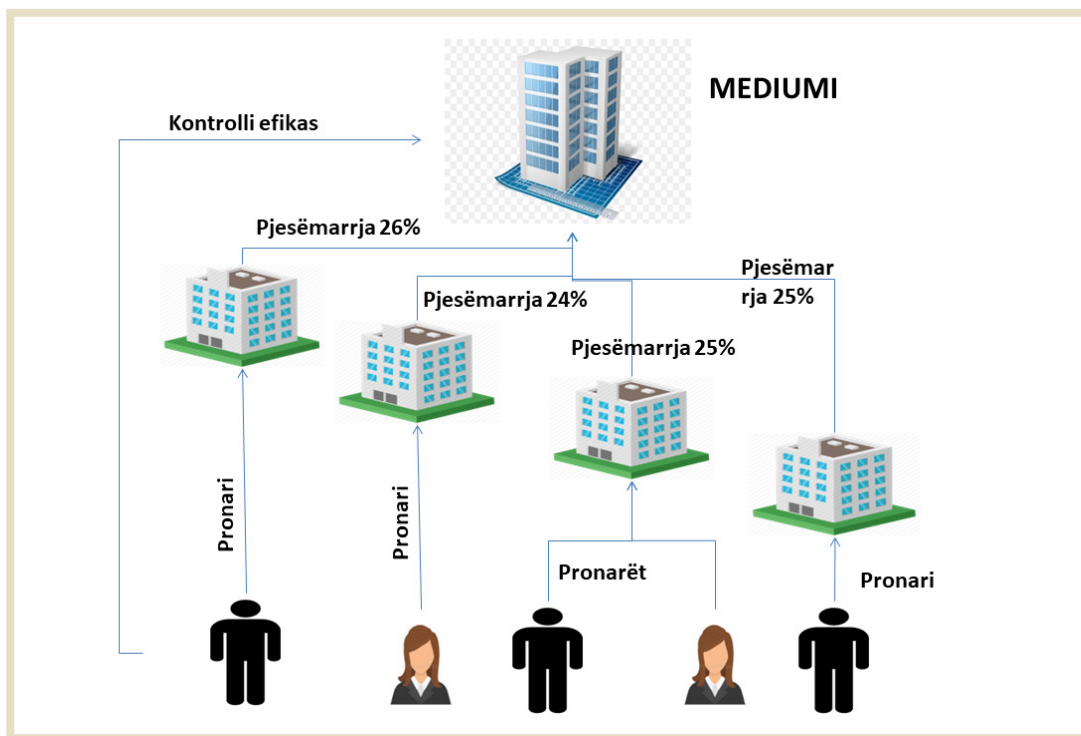 MEDIUMI
Kontrolli efikas
Pjesëmarrja 26%
Pjesëmar
rja 25%
Pjesëmarrja 24%
Pjesëmarrja 25%
Pronari
Pronari
Pronarët
Pronari